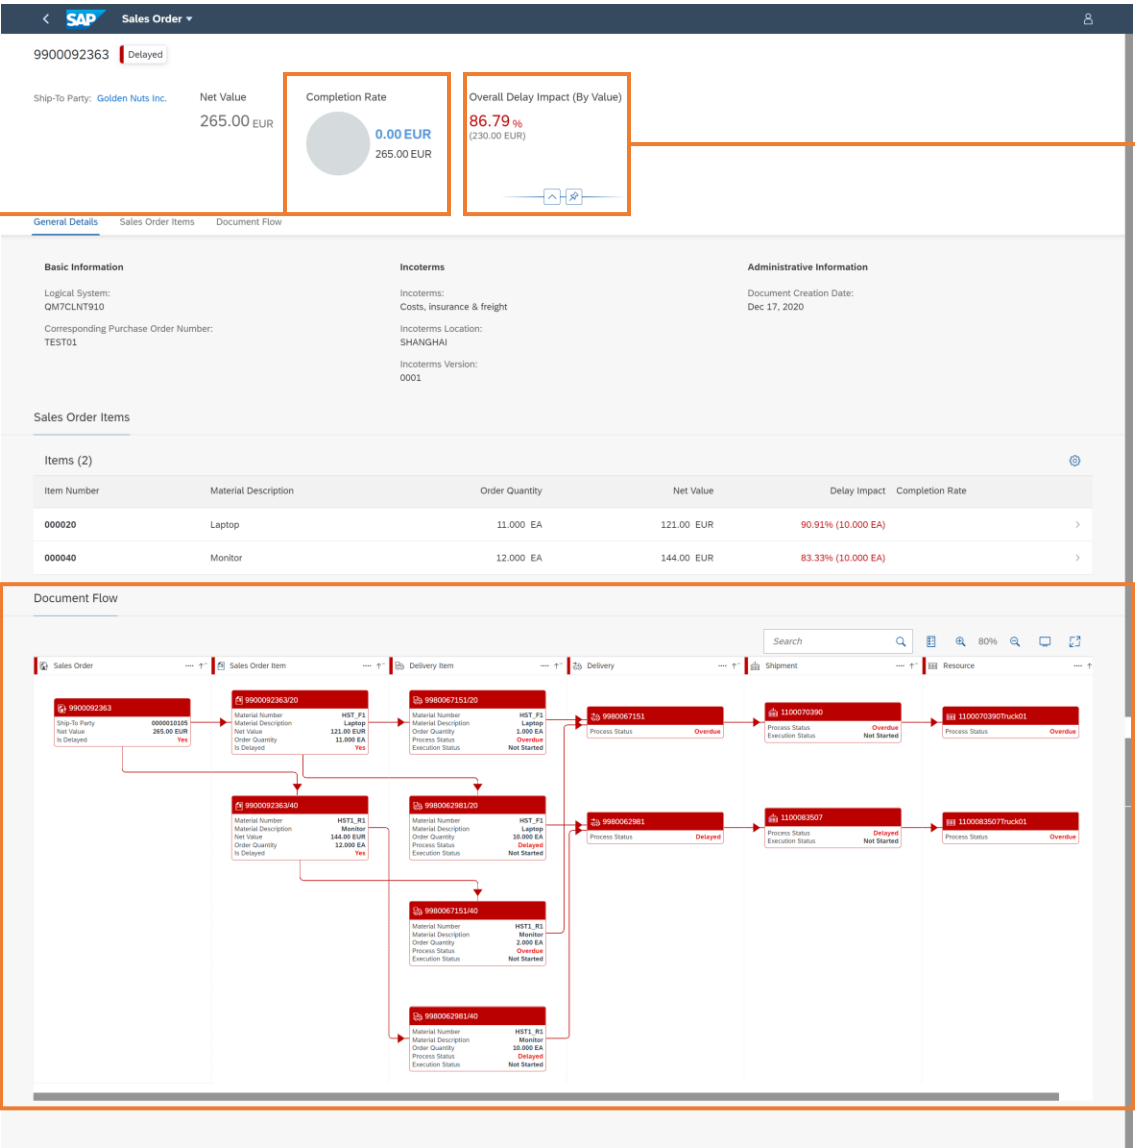 SAP Sales Order
9900092363 Delayed
Ship-To Party: Golden Nuts Inc.
Net Value
265.00 EUR
Completion Rate
0.00 EUR
265.00 EUR
Overall Delay Impact (By Value)
86.79 %
(230.00 EUR)
General Details Sales Order Items Document Flow
Basic Information
Logical System:
QM7CLNT910
Corresponding Purchase Order Number:
TEST01
Incoterms
Incoterms:
Costs, insurance & freight
Incoterms Location:
SHANGHAI
Incoterms Version:
0001
Administrative Information
Document Creation Date:
Dec 17, 2020
Sales Order Items
Items (2)
Item Number Material Description Order Quantity Net Value Delay Impact Completion Rate
000020 Laptop 11.000 EA 121.00 EUR 90.91% (10.000 EA)
000040 Monitor 12.000 EA 144.00 EUR 83.33% (10.000 EA)
Document Flow
Search 80%
Sales Order Sales Order Item Delivery Item Delivery Shipment Resource
9900092363
Ship-To Party 0000010105
Net Value 265.00 EUR
Is Delayed Yes
9900092363/20
Material Number HST_F1
Material Description Laptop
Net Value 121.00 EUR
Order Quantity 11.000 EA
Is Delayed Yes
9900092363/40
Material Number HST1_R1
Material Description Monitor
Net Value 144.00 EUR
Order Quantity 12.000 EA
Is Delayed Yes
9980067151/20
Material Number HST_F1
Material Description Laptop
Order Quantity 1.000 EA
Process Status Overdue
Execution Status Not Started
9980062981/20
Material Number HST_F1
Material Description Laptop
Order Quantity 10.000 EA
Process Status Delayed
Execution Status Not Started
9980067151/40
Material Number HST1_R1
Material Description Monitor
Order Quantity 2.000 EA
Process Status Overdue
Execution Status Not Started
9980062981/40
Material Number HST1_R1
Material Description Monitor
Order Quantity 10.000 EA
Process Status Delayed
Execution Status Not Started
9980067151
Process Status Overdue
9980062981
Process Status Delayed
1100070390
Process Status Overdue
Execution Status Not Started
1100083507
Process Status Delayed
Execution Status Not Started
1100070390Truck01
Process Status Overdue
1100083507Truck01
Process Status Overdue